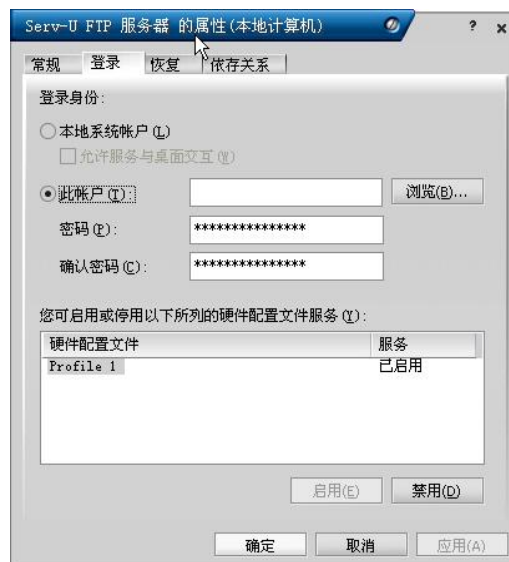 Serv-U FTP 服务器 的属性(本地计算机)
常规 登录 恢复 依存关系
登录身份:
本地系统帐户(L)
允许服务与桌面交互(W)
此帐户(T): 浏览(B)...
密码(P): ***************
确认密码(C): ***************
您可启用或停用以下所列的硬件配置文件服务(Y):
硬件配置文件 服务
Profile 1 已启用
启用(E) 禁用(D)
确定 取消 应用(A)